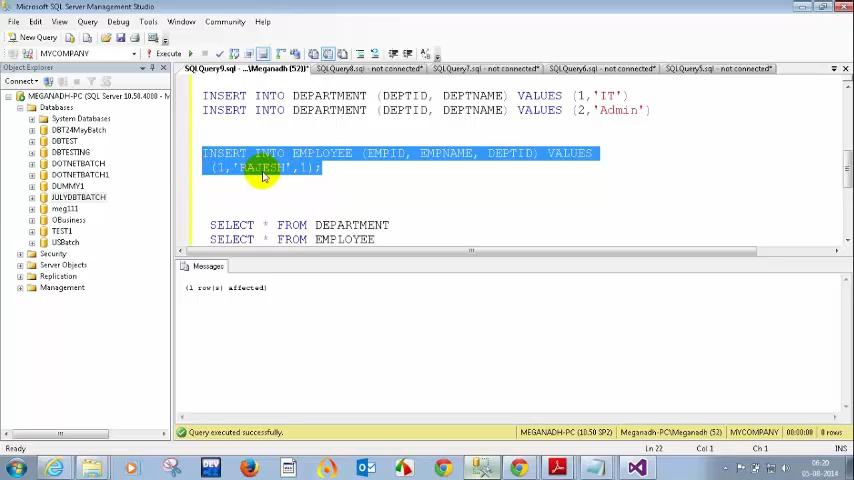 Microsoft SQL Server Management Studio
File Edit View Query Debug Tools Window Community Help
New Query
MYCOMPANY Execute
Object Explorer
SQLQuery9.sql - ...\Meganadh (52))* SQLQuery8.sql - not connected* SQLQuery7.sql - not connected* SQLQuery6.sql - not connected* SQLQuery5.sql - not connected*
Connect
MEGANADH-PC (SQL Server 10.50.4000 -
Databases
System Databases
DBT24MayBatch
DBTEST
DBTESTING
DOTNETBATCH
DOTNETBATCH1
DUMMY1
JULYDBTBATCH
meg111
OBusiness
TEST1
USBatch
Security
Server Objects
Replication
Management
INSERT INTO DEPARTMENT (DEPTID, DEPTNAME) VALUES (1,'IT')
INSERT INTO DEPARTMENT (DEPTID, DEPTNAME) VALUES (2,'Admin')
INSERT INTO EMPLOYEE (EMPID, EMPNAME, DEPTID) VALUES
(1,'RAJESH',1);
SELECT * FROM DEPARTMENT
SELECT * FROM EMPLOYEE
Messages
(1 row(s) affected)
Query executed successfully. MEGANADH-PC (10.50 SP2) Meganadh-PC\Meganadh (52) MYCOMPANY 00:00:00 0 rows
Ready Ln 22 Col 1 Ch 1 INS
DEV
06:20
05-08-2014